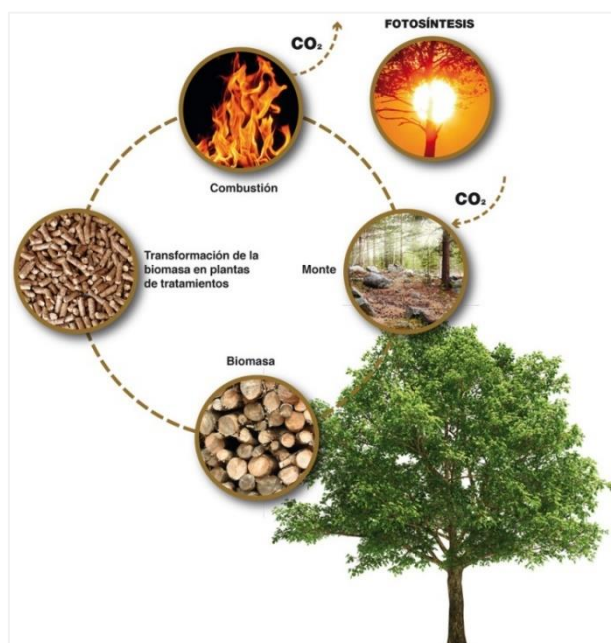 FOTOSÍNTESIS
CO₂
Combustión
CO₂
Transformación de la
biomasa en plantas
de tratamientos
Monte
Biomasa